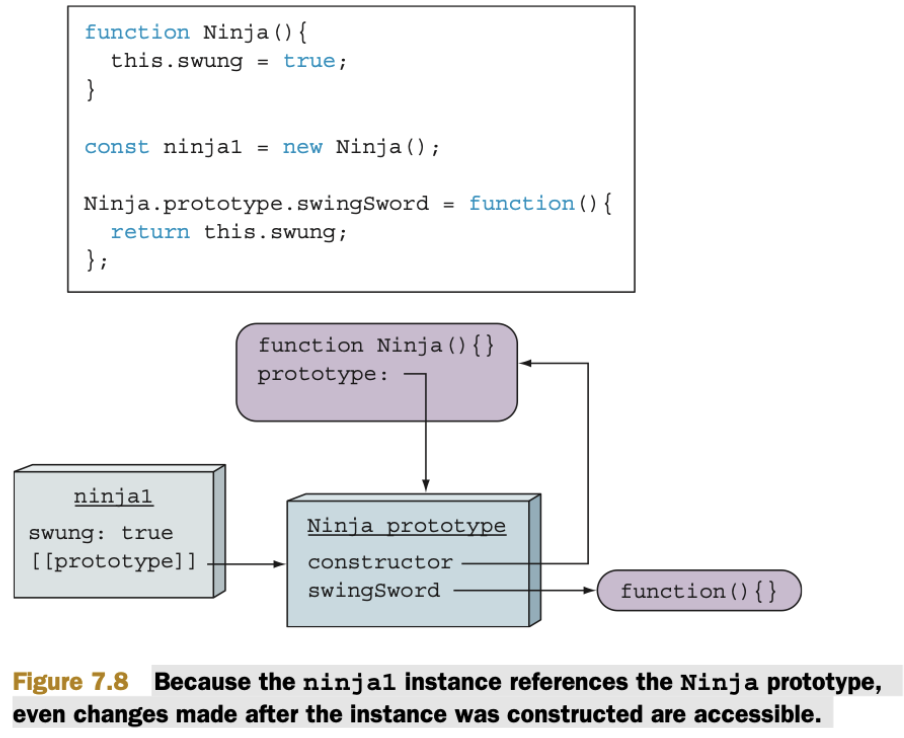 function Ninja(){
  this.swung = true;
}
const ninja1 = new Ninja();
Ninja.prototype.swingSword = function(){
  return this.swung;
};
function Ninja(){}
prototype:
ninja1
swung: true
[[prototype]]
Ninja prototype
constructor
swingSword
function(){}
Figure 7.8 Because the ninja1 instance references the Ninja prototype,
even changes made after the instance was constructed are accessible.